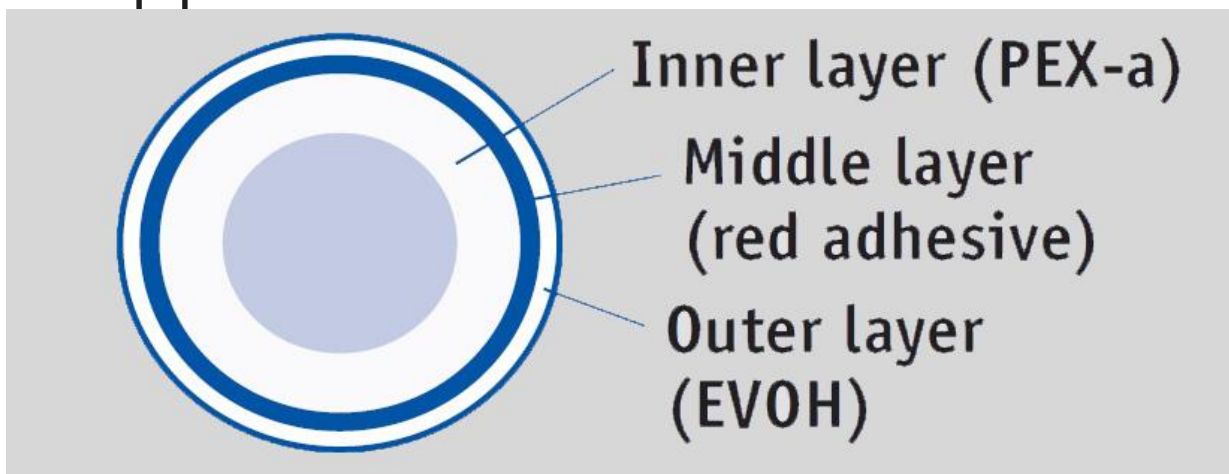 Inner layer (PEX-a)
Middle layer
(red adhesive)
Outer layer
(EVOH)